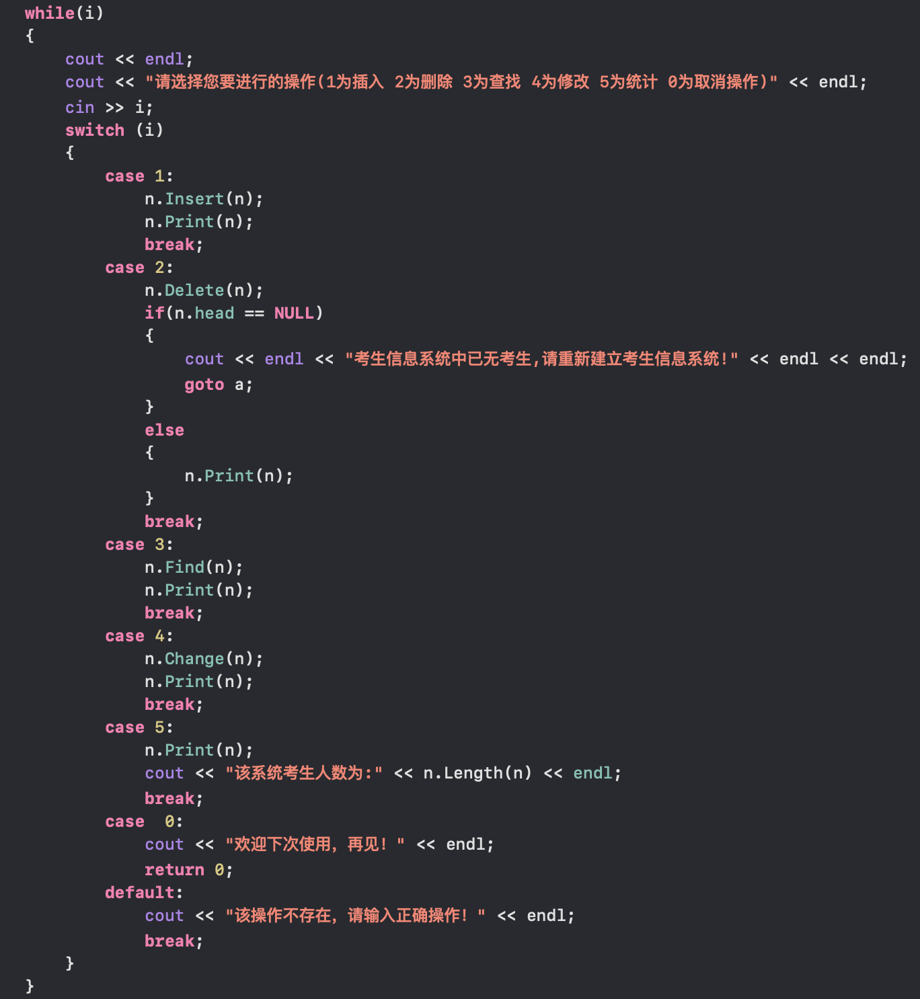 while(i)
{
    cout << endl;
    cout << "请选择您要进行的操作(1为插入 2为删除 3为查找 4为修改 5为统计 0为取消操作)" << endl;
    cin >> i;
    switch (i)
    {
        case 1:
            n.Insert(n);
            n.Print(n);
            break;
        case 2:
            n.Delete(n);
            if(n.head == NULL)
            {
                cout << endl << "考生信息系统中已无考生,请重新建立考生信息系统!" << endl << endl;
                goto a;
            }
            else
            {
                n.Print(n);
            }
            break;
        case 3:
            n.Find(n);
            n.Print(n);
            break;
        case 4:
            n.Change(n);
            n.Print(n);
            break;
        case 5:
            n.Print(n);
            cout << "该系统考生人数为:" << n.Length(n) << endl;
            break;
        case  0:
            cout << "欢迎下次使用，再见！" << endl;
            return 0;
        default:
            cout << "该操作不存在，请输入正确操作！" << endl;
            break;
    }
}